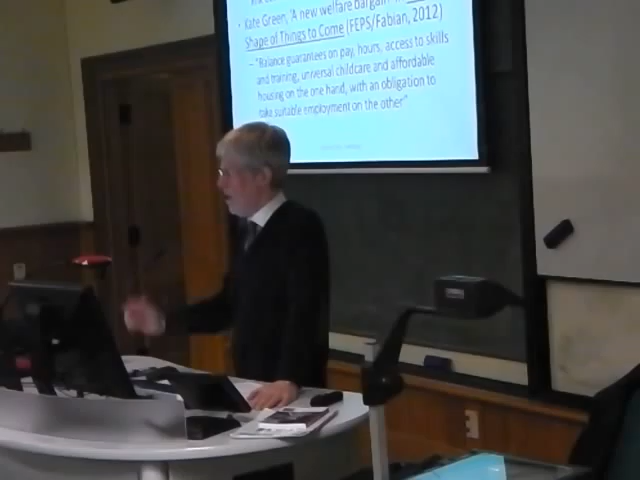 Kate Green, 'A new welfare bargain'
Shape of Things to Come (FEPS/Fabian, 2012)
– "Balance guarantees on pay, hours, access to skills
and training, universal childcare and affordable
housing on the one hand, with an obligation to
take suitable employment on the other"